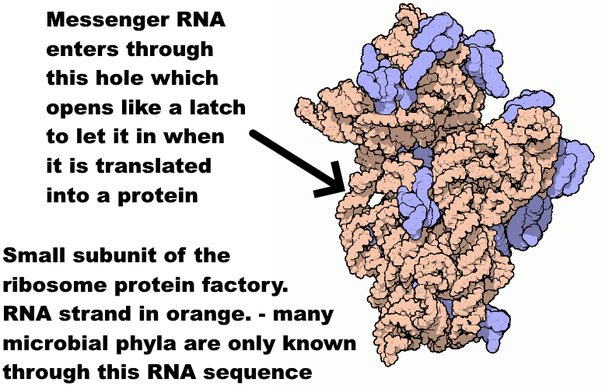 Messenger RNA
enters through
this hole which
opens like a latch
to let it in when
it is translated
into a protein
Small subunit of the
ribosome protein factory.
RNA strand in orange. - many
microbial phyla are only known
through this RNA sequence